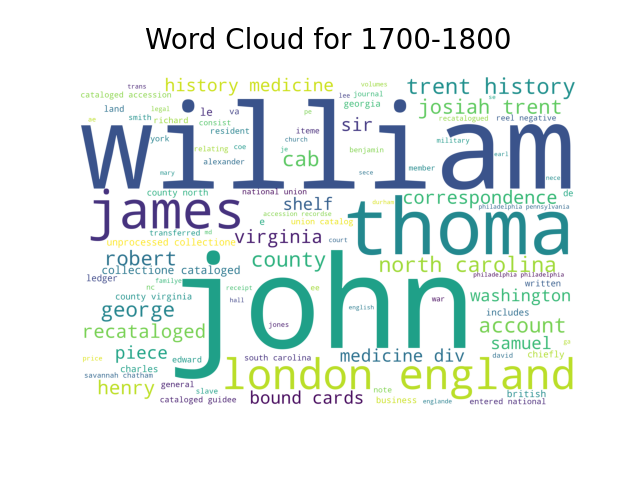 Word Cloud for 1700-1800
trans
history medicine
volumes
trent history
cataloged accession
lee
journal
se
land
legal
le
va
georgia
josiah trent
ae
smith
richard
consist
iteme
pe
sir
recatalogued
reel negative
william
york
resident
church
military
relating
coe
je
benjamin
earl
alexander
cab
member
mary
sece
nece
county north
national union
correspondence
de
james
shelf
durham
philadelphia pennsylvania
accession recordse
thoma
e
union catalog
transferred
md
virginia
court
unprocessed collectione
robert
county
north carolina
collectione cataloged
philadelphia philadelphia
ledger
familye
nc
receipt
ee
written
john
county virginia
hall
war
washington
george
english
includes
recataloged
jones
account
ga
samuel
piece
edward
south carolina
medicine div
david
chiefly
price
charles
savannah chatham
london england
henry
general
slave
note
british
cataloged guidee
bound cards
business
englande
entered national